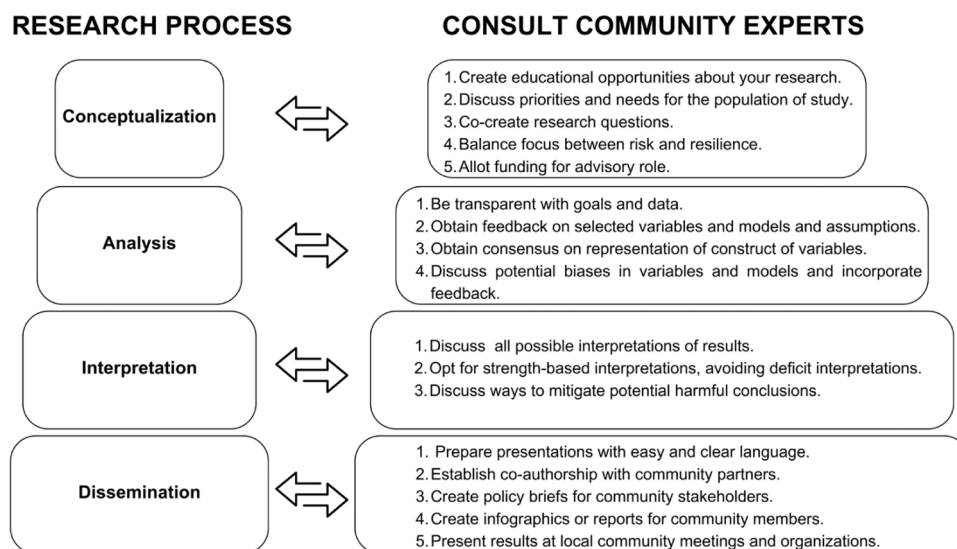 RESEARCH PROCESS
CONSULT COMMUNITY EXPERTS
Conceptualization
1. Create educational opportunities about your research.
2. Discuss priorities and needs for the population of study.
3. Co-create research questions.
4. Balance focus between risk and resilience.
5. Allot funding for advisory role.
Analysis
1. Be transparent with goals and data.
2. Obtain feedback on selected variables and models and assumptions.
3. Obtain consensus on representation of construct of variables.
4. Discuss potential biases in variables and models and incorporate
feedback.
Interpretation
1. Discuss all possible interpretations of results.
2. Opt for strength-based interpretations, avoiding deficit interpretations.
3. Discuss ways to mitigate potential harmful conclusions.
Dissemination
1. Prepare presentations with easy and clear language.
2. Establish co-authorship with community partners.
3. Create policy briefs for community stakeholders.
4. Create infographics or reports for community members.
5. Present results at local community meetings and organizations.